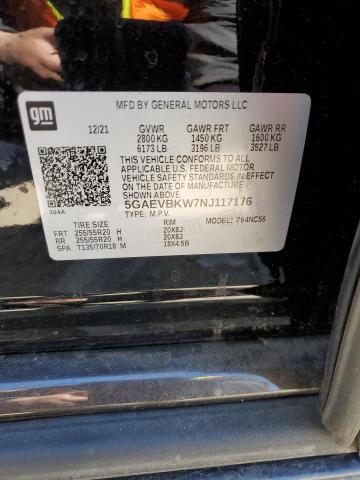 gm
MFD BY GENERAL MOTORS LLC
12/21 GVWR GAWR FRT GAWR RR
2800 KG 1450 KG 1600 KG
6173 LB 3196 LB 3527 LB
THIS VEHICLE CONFORMS TO ALL
APPLICABLE U.S. FEDERAL MOTOR
VEHICLE SAFETY STANDARDS IN EFFECT
ON THE DATE OF MANUFACTURE
SHOWN ABOVE.
384A
5GAEVBKW7NJ117176
TYPE: M.P.V. MODEL: 764NC56
TIRE SIZE RIM
FRT 255/55R20 H 20X8J
RR 255/55R20 H 20X8J
SPA T135/70R18 M 18X4.5B